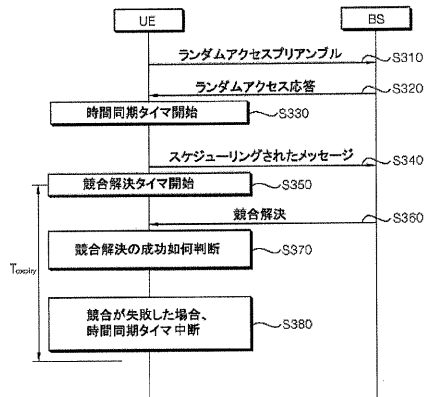 UE
BS
ランダムアクセスプリアンブル
S310
ランダムアクセス応答
S320
時間同期タイマ開始
S330
スケジューリングされたメッセージ
S340
競合解決タイマ開始
S350
競合解決
S360
競合解決の成功如何判断
S370
Texpiry
競合が失敗した場合、
時間同期タイマ中断
S380